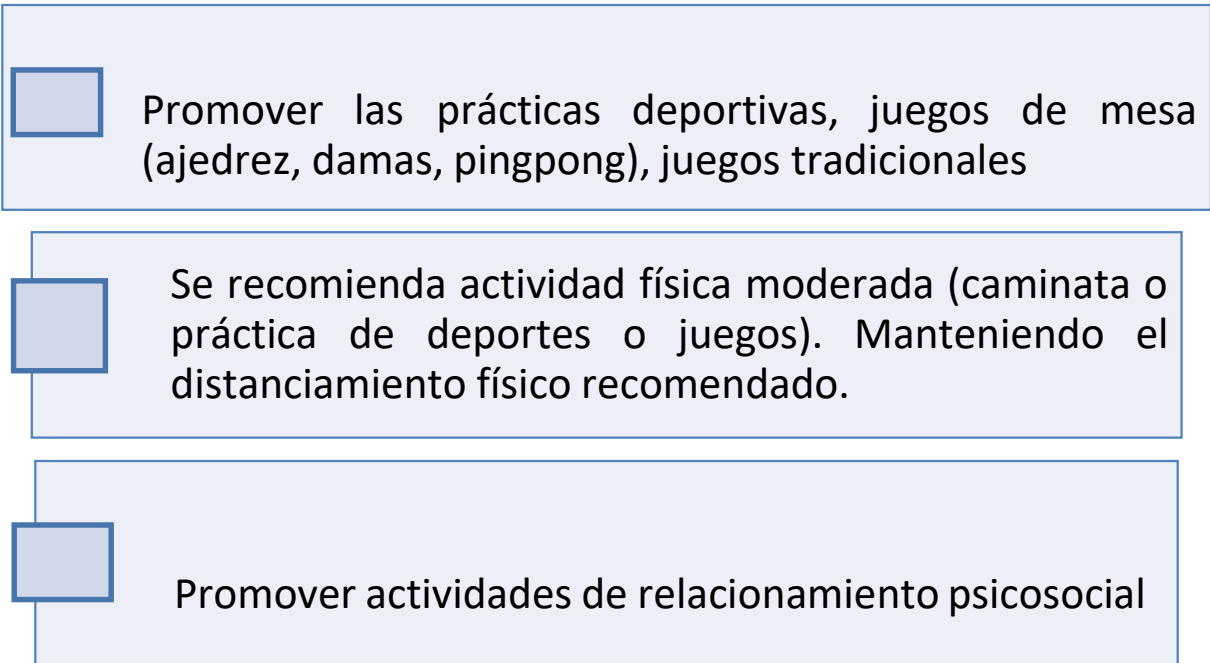 Promover las prácticas deportivas, juegos de mesa
(ajedrez, damas, pingpong), juegos tradicionales
Se recomienda actividad física moderada (caminata o
práctica de deportes o juegos). Manteniendo el
distanciamiento físico recomendado.
Promover actividades de relacionamiento psicosocial